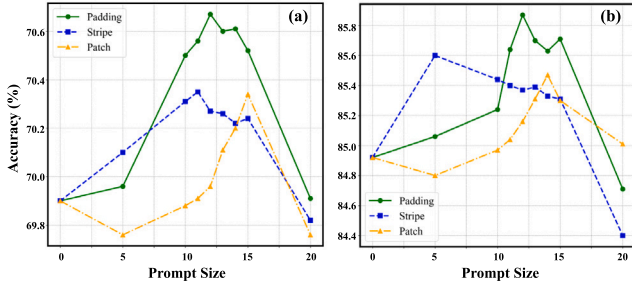 Accuracy (%)
70.6
70.4
70.2
70.0
69.8
Padding
Stripe
Patch
(a)
0 5 10 15 20
Prompt Size
85.8
85.6
85.4
85.2
85.0
84.8
84.6
84.4
(b)
Padding
Stripe
Patch
0 5 10 15 20
Prompt Size